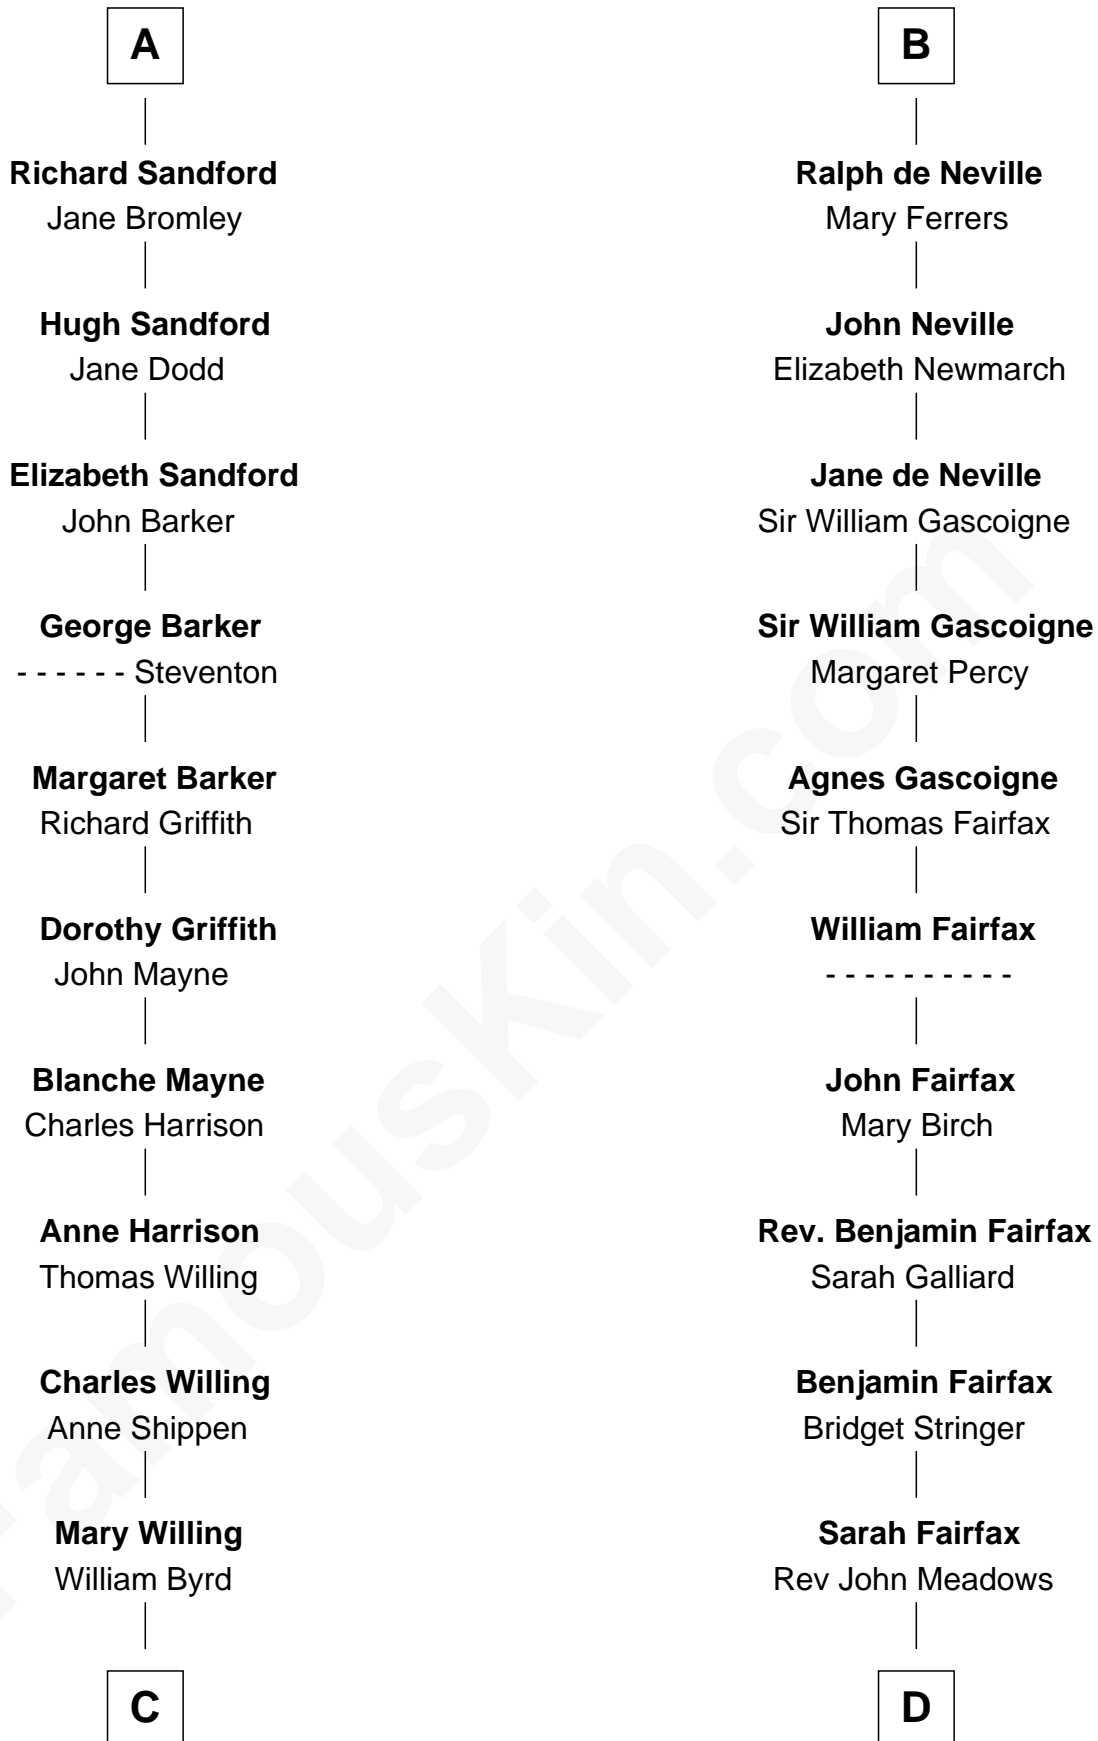 A
Richard Sandford
Jane Bromley
Hugh Sandford
Jane Dodd
Elizabeth Sandford
John Barker
George Barker
- - - - - - Steventon
Margaret Barker
Richard Griffith
Dorothy Griffith
John Mayne
Blanche Mayne
Charles Harrison
Anne Harrison
Thomas Willing
Charles Willing
Anne Shippen
Mary Willing
William Byrd
C
B
Ralph de Neville
Mary Ferrers
John Neville
Elizabeth Newmarch
Jane de Neville
Sir William Gascoigne
Sir William Gascoigne
Margaret Percy
Agnes Gascoigne
Sir Thomas Fairfax
William Fairfax
- - - - - - - - - -
John Fairfax
Mary Birch
Rev. Benjamin Fairfax
Sarah Galliard
Benjamin Fairfax
Bridget Stringer
Sarah Fairfax
Rev John Meadows
D
FamousKin.com